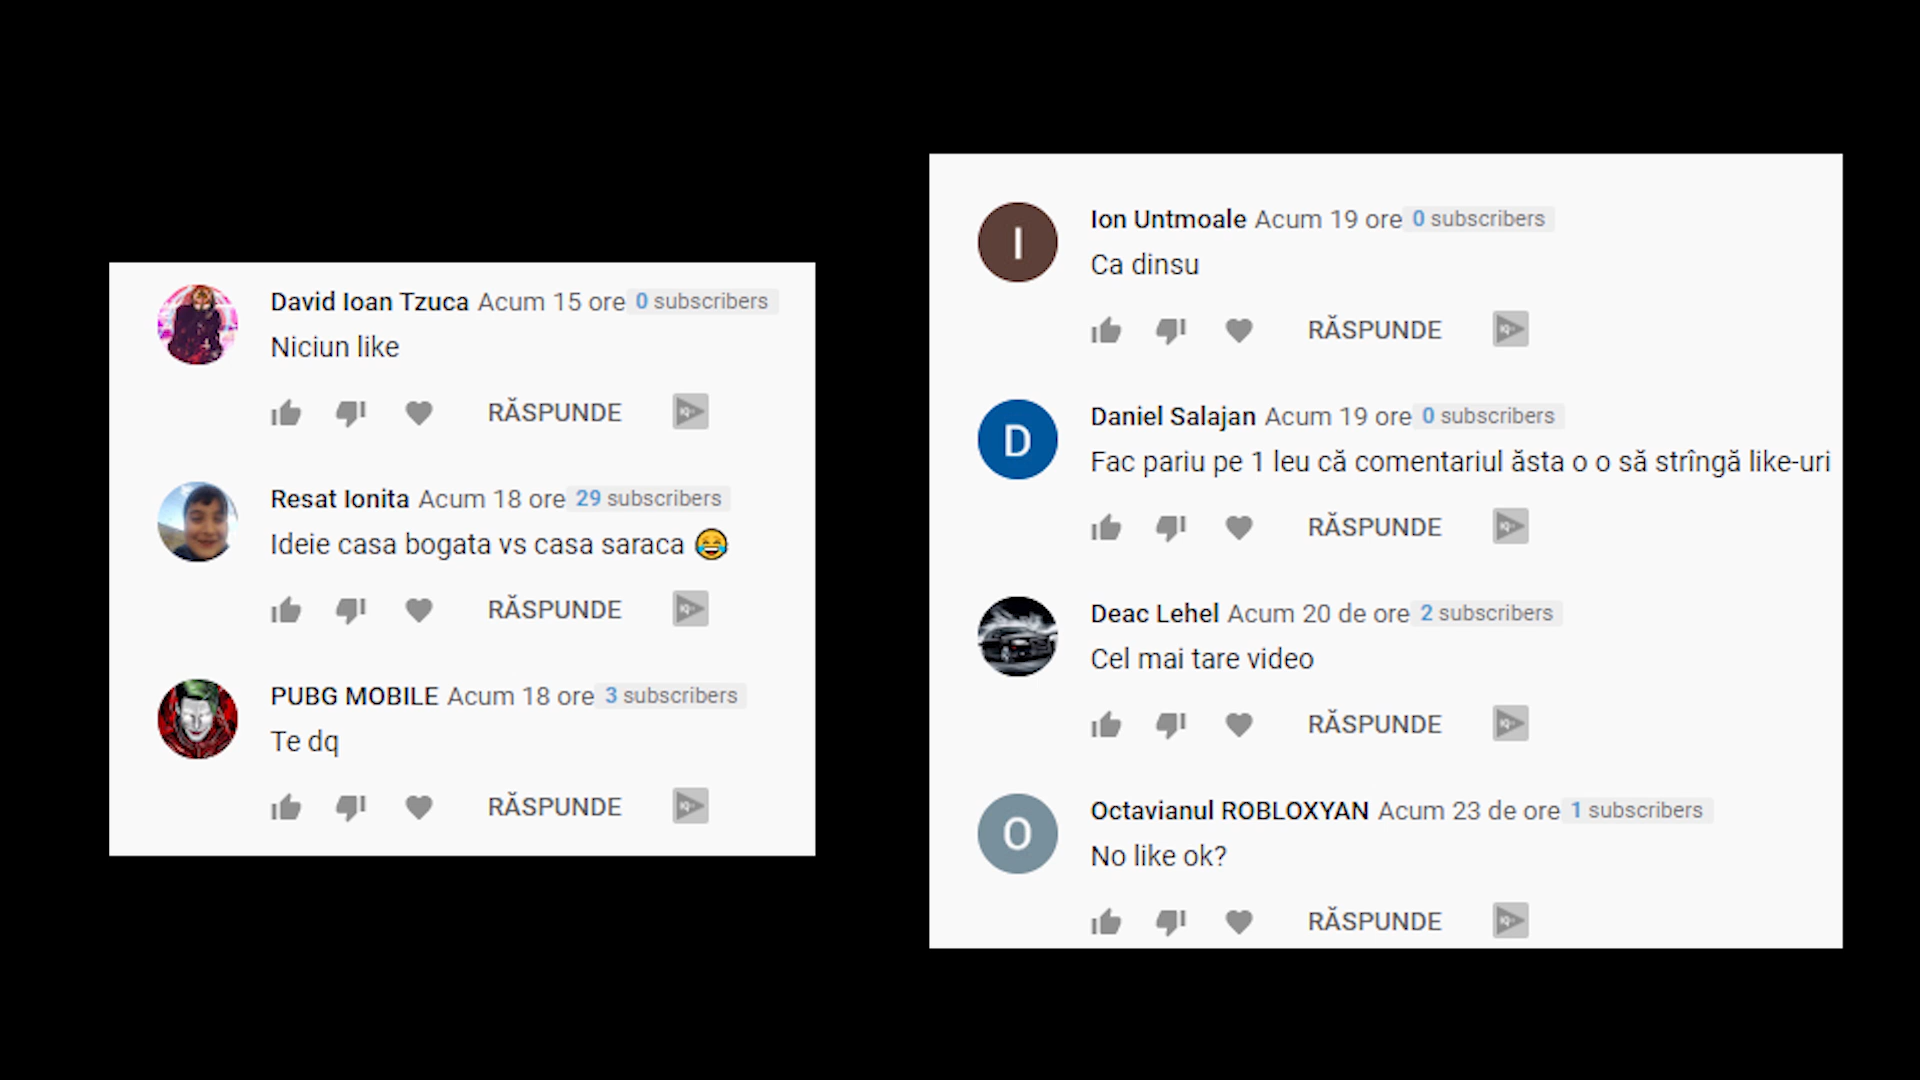 David Ioan Tzuca Acum 15 ore 0 subscribers
Niciun like
RĂSPUNDE
Resat Ionita Acum 18 ore 29 subscribers
Ideie casa bogata vs casa saraca 😂
RĂSPUNDE
PUBG MOBILE Acum 18 ore 3 subscribers
Te dq
RĂSPUNDE
I
Ion Untmoale Acum 19 ore 0 subscribers
Ca dinsu
RĂSPUNDE
D
Daniel Salajan Acum 19 ore 0 subscribers
Fac pariu pe 1 leu că comentariul ăsta o o să strîngă like-uri
RĂSPUNDE
Deac Lehel Acum 20 de ore 2 subscribers
Cel mai tare video
RĂSPUNDE
O
Octavianul ROBLOXYAN Acum 23 de ore 1 subscribers
No like ok?
RĂSPUNDE